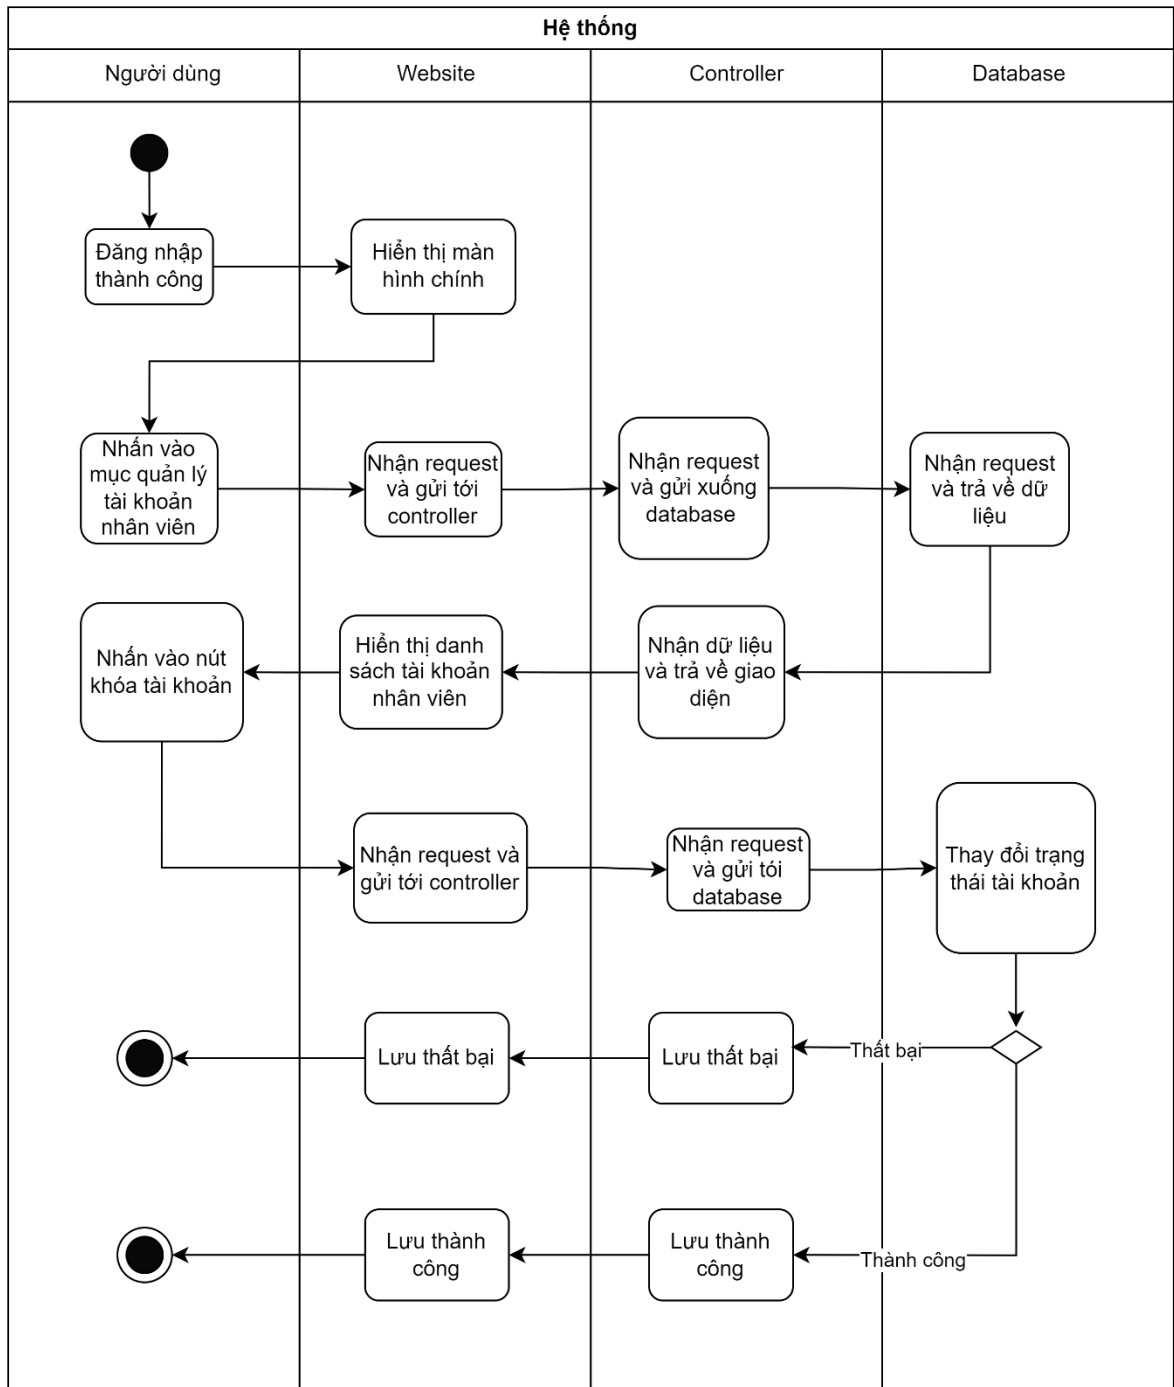 Hệ thống
Người dùng
Website
Controller
Database
Đăng nhập
thành công
Hiển thị màn
hình chính
Nhấn vào
mục quản lý
tài khoản
nhân viên
Nhận request
và gửi tới
controller
Nhận request
và gửi xuống
database
Nhận request
và trả về dữ
liệu
Nhấn vào nút
khóa tài khoản
Hiển thị danh
sách tài khoản
nhân viên
Nhận dữ liệu
và trả về giao
diện
Nhận request và
gửi tới controller
Nhận request
và gửi tói
database
Thay đổi trạng
thái tài khoản
Lưu thất bại
Lưu thất bại
Thất bại
Lưu thành
công
Lưu thành
công
Thành công